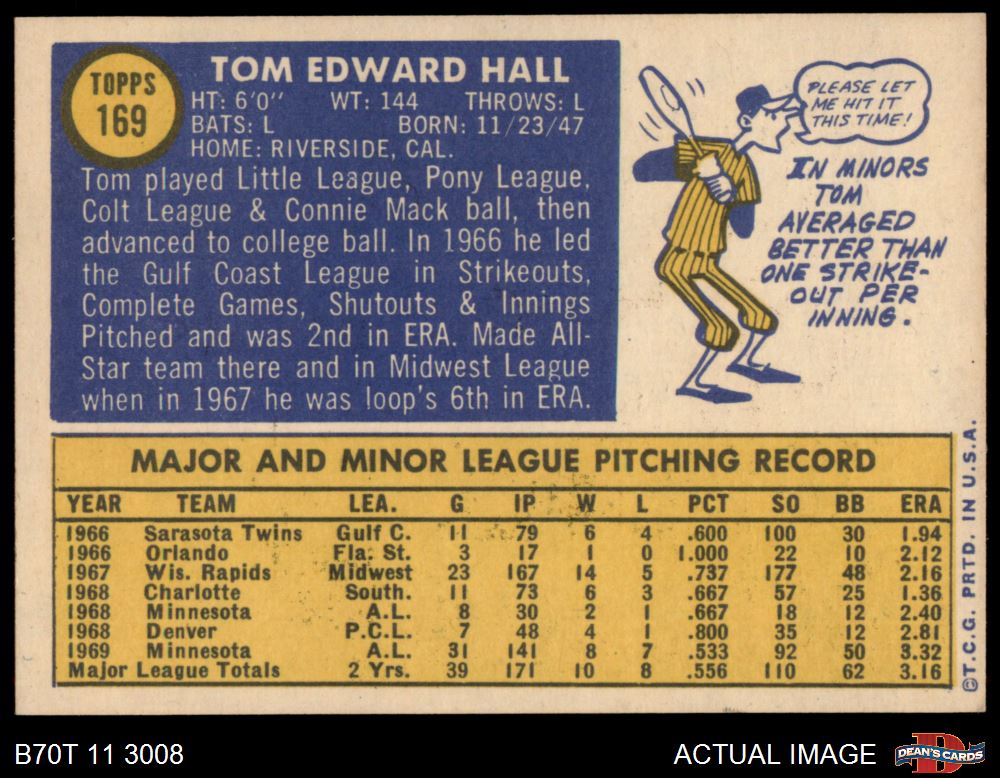 TOPPS
169
TOM EDWARD HALL
HT: 6'0" WT: 144 THROWS: L
BATS: L BORN: 11/23/47
HOME: RIVERSIDE, CAL.
Tom played Little League, Pony League,
Colt League & Connie Mack ball, then
advanced to college ball. In 1966 he led
the Gulf Coast League in Strikeouts,
Complete Games, Shutouts & Innings
Pitched and was 2nd in ERA. Made All-
Star team there and in Midwest League
when in 1967 he was loop's 6th in ERA.
PLEASE LET
ME HIT IT
THIS TIME!
IN MINORS
TOM
AVERAGED
BETTER THAN
ONE STRIKE-
OUT PER
INNING.
MAJOR AND MINOR LEAGUE PITCHING RECORD
YEAR TEAM LEA. G IP W L PCT SO BB ERA
1966 Sarasota Twins Gulf C. 11 79 6 4 .600 100 30 1.94
1966 Orlando Fla. St. 3 17 1 0 1.000 22 10 2.12
1967 Wis. Rapids Midwest 23 167 14 5 .737 177 48 2.16
1968 Charlotte South. 11 73 6 3 .667 57 25 1.36
1968 Minnesota A.L. 8 30 2 1 .667 18 12 2.40
1968 Denver P.C.L. 7 48 4 1 .800 35 12 2.81
1969 Minnesota A.L. 31 141 8 7 .533 92 50 3.32
Major League Totals 2 Yrs. 39 171 10 8 .556 110 62 3.16
©T.C.G. PRTD. IN U.S.A.
B70T 11 3008
ACTUAL IMAGE
DEAN'S CARDS